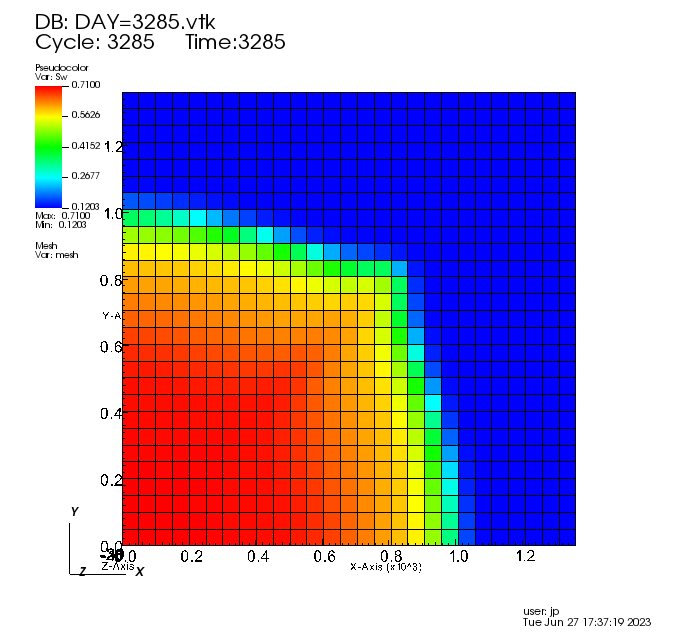 DB: DAY=3285.vtk
Cycle: 3285 Time:3285
Pseudocolor
Var: Sw
0.7100
0.5626
0.4152
0.2677
0.1203
Max: 0.7100
Min: 0.1203
Mesh
Var: mesh
1.2
1.0
0.8
Y-A
0.6
0.4
0.2
0.0
0.0 0.2 0.4 0.6 0.8 1.0 1.2
Z-Axis
X-Axis (x10^3)
Y
Z X
user: jp
Tue Jun 27 17:37:19 2023